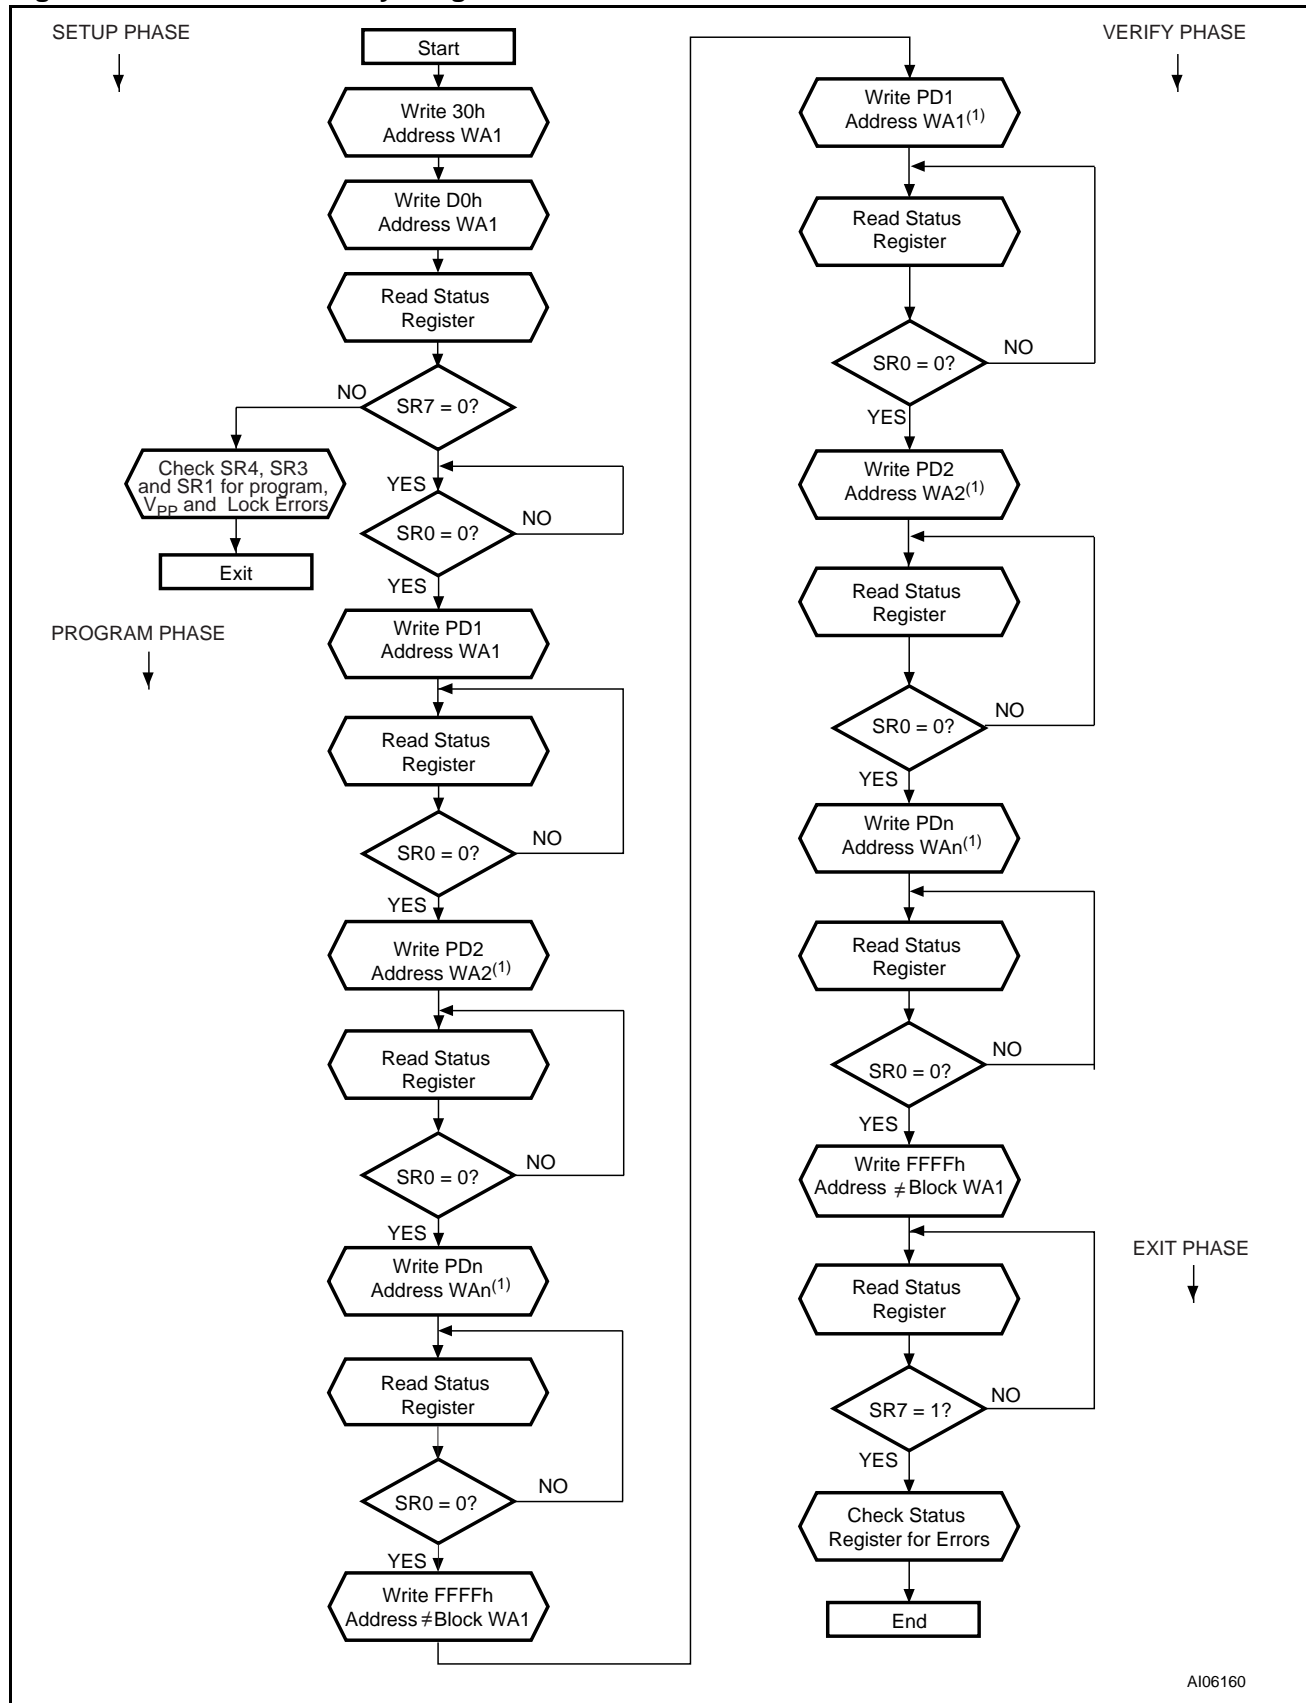 SETUP PHASE
Start
Write 30h
Address WA1
Write D0h
Address WA1
Read Status
Register
SR7 = 0?
NO
Check SR4, SR3
and SR1 for program,
VPP and Lock Errors
Exit
YES
SR0 = 0?
NO
YES
PROGRAM PHASE
Write PD1
Address WA1
Read Status
Register
SR0 = 0?
NO
YES
Write PD2
Address WA2(1)
Read Status
Register
SR0 = 0?
NO
YES
Write PDn
Address WAn(1)
Read Status
Register
SR0 = 0?
NO
YES
Write FFFFh
Address ≠Block WA1
VERIFY PHASE
Write PD1
Address WA1(1)
Read Status
Register
SR0 = 0?
NO
YES
Write PD2
Address WA2(1)
Read Status
Register
SR0 = 0?
NO
YES
Write PDn
Address WAn(1)
Read Status
Register
SR0 = 0?
NO
YES
Write FFFFh
Address ≠Block WA1
EXIT PHASE
Read Status
Register
SR7 = 1?
NO
YES
Check Status
Register for Errors
End
AI06160